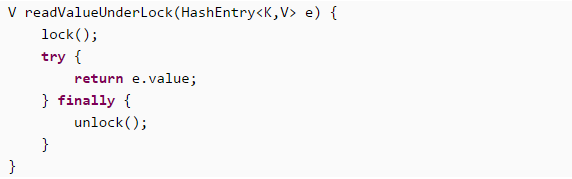 V readValueUnderLock(HashEntry<K,V> e) {
    lock();
    try {
        return e.value;
    } finally {
        unlock();
    }
}